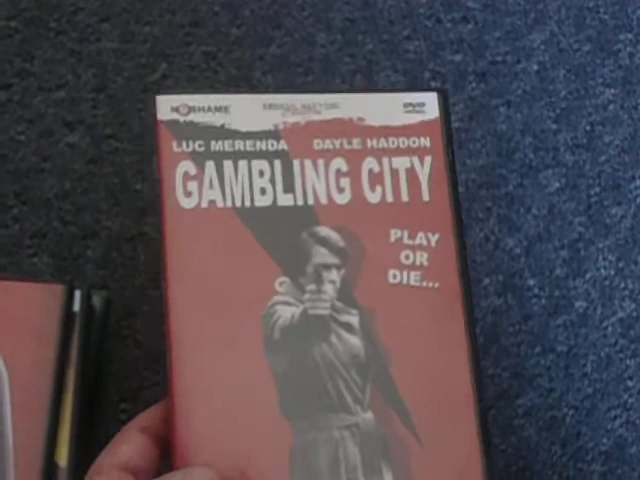 NOSHAME
DVD
LUC MERENDA DAYLE HADDON
GAMBLING CITY
PLAY
OR
DIE...